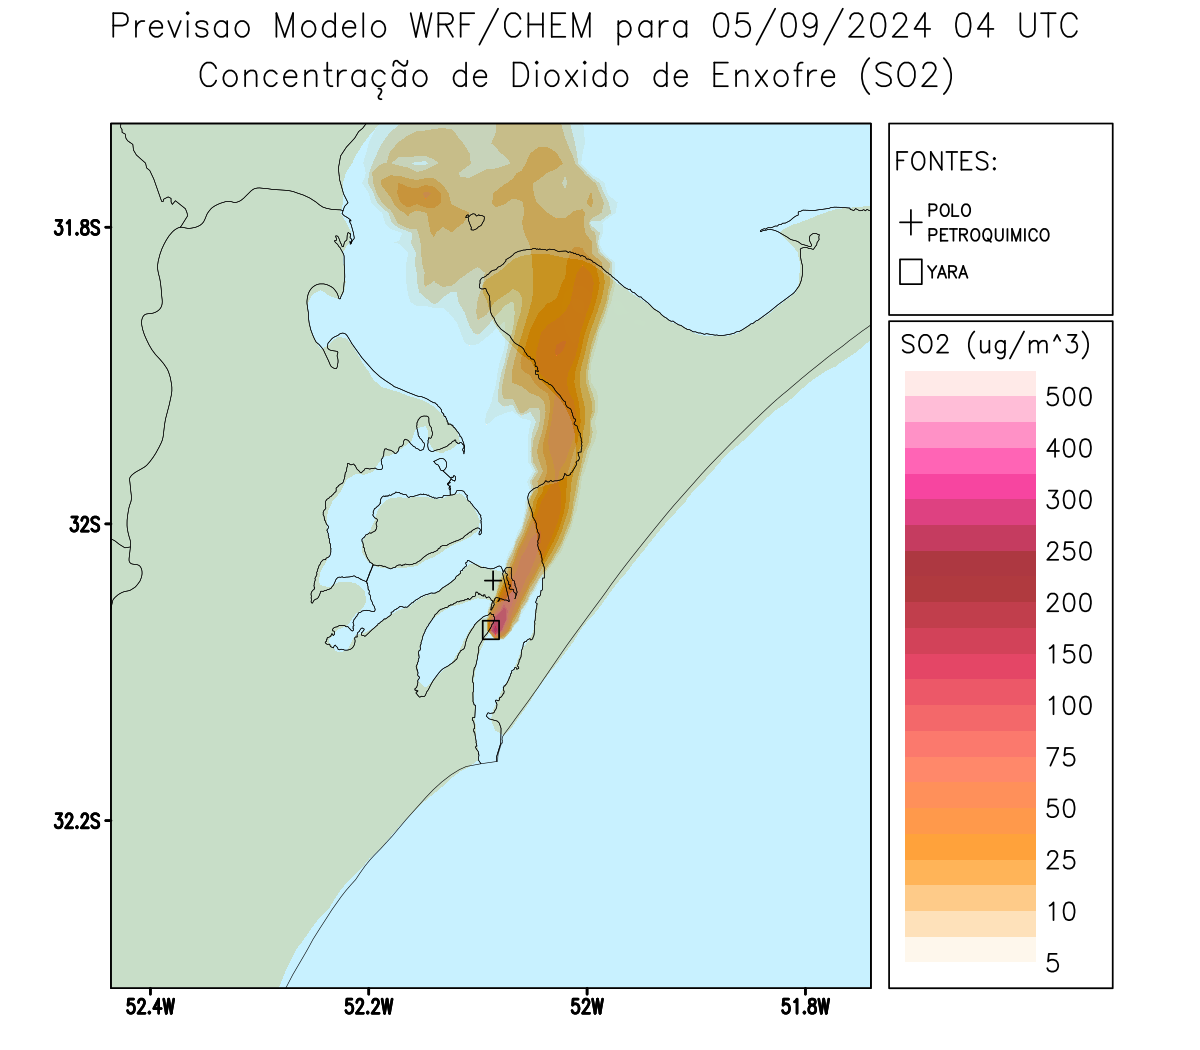 Previsao Modelo WRF/CHEM para 05/09/2024 04 UTC
Concentração de Dioxido de Enxofre (SO2)
FONTES:
POLO
PETROQUIMICO
YARA
SO2 (ug/m^3)
500
400
300
250
200
150
100
75
50
25
10
5
31.8S
32S
32.2S
52.4W
52.2W
52W
51.8W